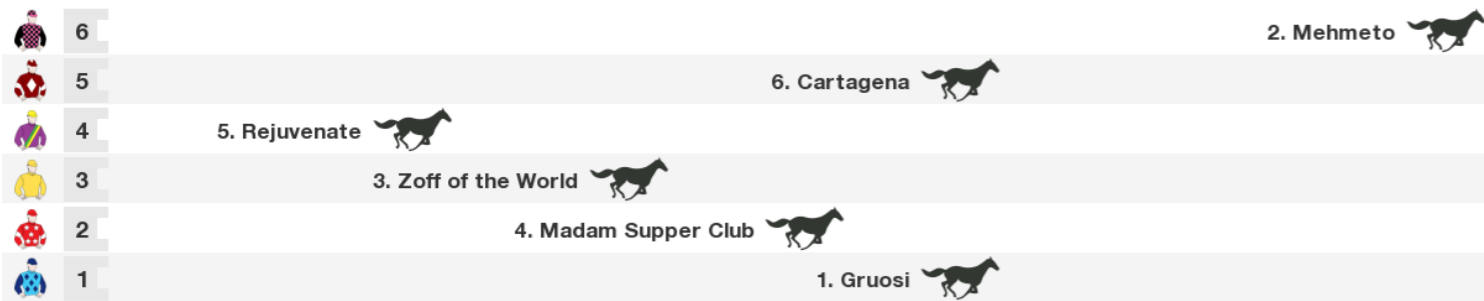 6 2. Mehmeto
5 6. Cartagena
4 5. Rejuvenate
3 3. Zoff of the World
2 4. Madam Supper Club
1 1. Gruosi